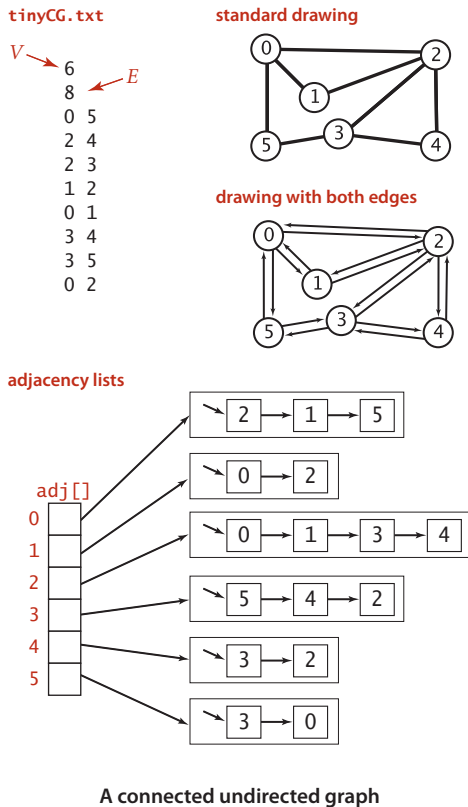 tinyCG.txt
V
6
8
E
0 5
2 4
2 3
1 2
0 1
3 4
3 5
0 2
standard drawing
0
2
1
3
5
4
drawing with both edges
0
2
1
3
5
4
adjacency lists
adj[]
0
1
2
3
4
5
2 1 5
0 2
0 1 3 4
5 4 2
3 2
3 0
A connected undirected graph